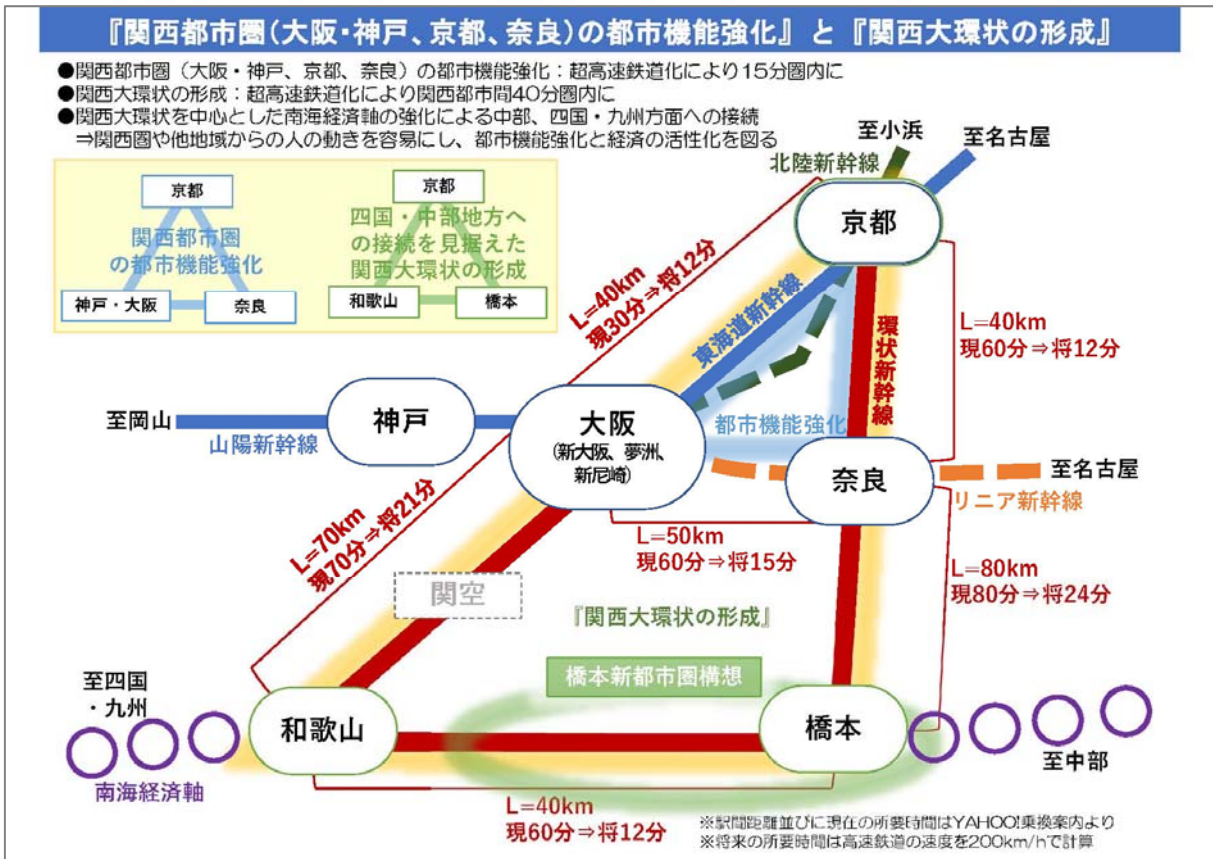 『関西都市圏(大阪・神戸、京都、奈良)の都市機能強化』 と 『関西大環状の形成』
●関西都市圏（大阪・神戸、京都、奈良）の都市機能強化：超高速鉄道化により15分圏内に
●関西大環状の形成：超高速鉄道化により関西都市間40分圏内に
●関西大環状を中心とした南海経済軸の強化による中部、四国・九州方面への接続
⇒関西圏や他地域からの人の動きを容易にし、都市機能強化と経済の活性化を図る
至小浜
至名古屋
北陸新幹線
京都
京都
関西都市圏
の都市機能強化
神戸・大阪
奈良
京都
四国・中部地方へ
の接続を見据えた
関西大環状の形成
和歌山
橋本
L=40km
現30分⇒将12分
東海道新幹線
環状新幹線
L=40km
現60分⇒将12分
至岡山
山陽新幹線
神戸
大阪
(新大阪、夢洲、
新尼崎)
都市機能強化
奈良
至名古屋
リニア新幹線
L=70km
現70分⇒将21分
L=50km
現60分⇒将15分
L=80km
現80分⇒将24分
関空
『関西大環状の形成』
橋本新都市圏構想
至四国
・九州
和歌山
橋本
南海経済軸
至中部
L=40km
現60分⇒将12分
※駅間距離並びに現在の所要時間はYAHOO!乗換案内より
※将来の所要時間は高速鉄道の速度を200km/hで計算